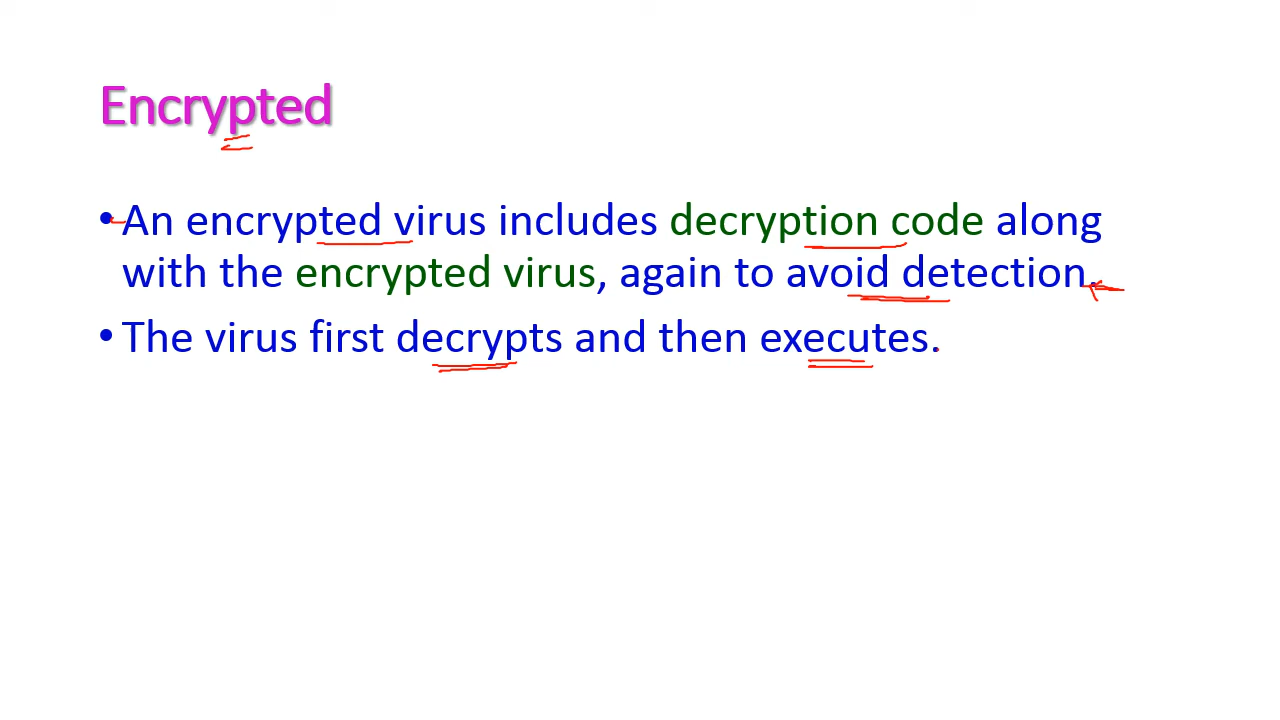 Encrypted
• An encrypted virus includes decryption code along
with the encrypted virus, again to avoid detection.
• The virus first decrypts and then executes.